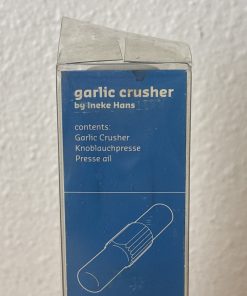 garlic crusher
by Ineke Hans
contents:
Garlic Crusher
Knoblauchpresse
Presse ail